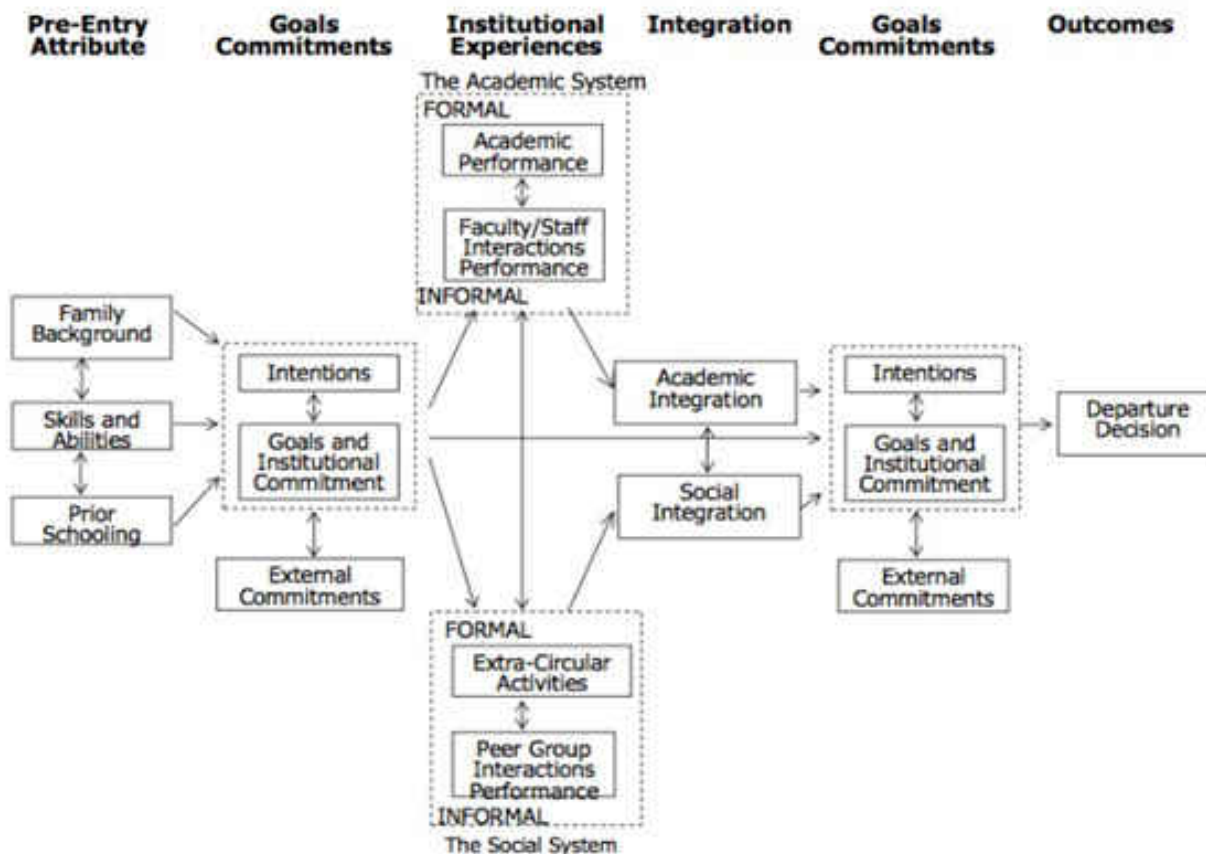 Pre-Entry
Attribute
Goals
Commitments
Institutional
Experiences
Integration
Goals
Commitments
Outcomes
The Academic System
FORMAL
Academic
Performance
Faculty/Staff
Interactions
Performance
INFORMAL
Family
Background
Skills and
Abilities
Prior
Schooling
Intentions
Goals and
Institutional
Commitment
External
Commitments
Academic
Integration
Social
Integration
Intentions
Goals and
Institutional
Commitment
External
Commitments
Departure
Decision
FORMAL
Extra-Circular
Activities
Peer Group
Interactions
Performance
INFORMAL
The Social System